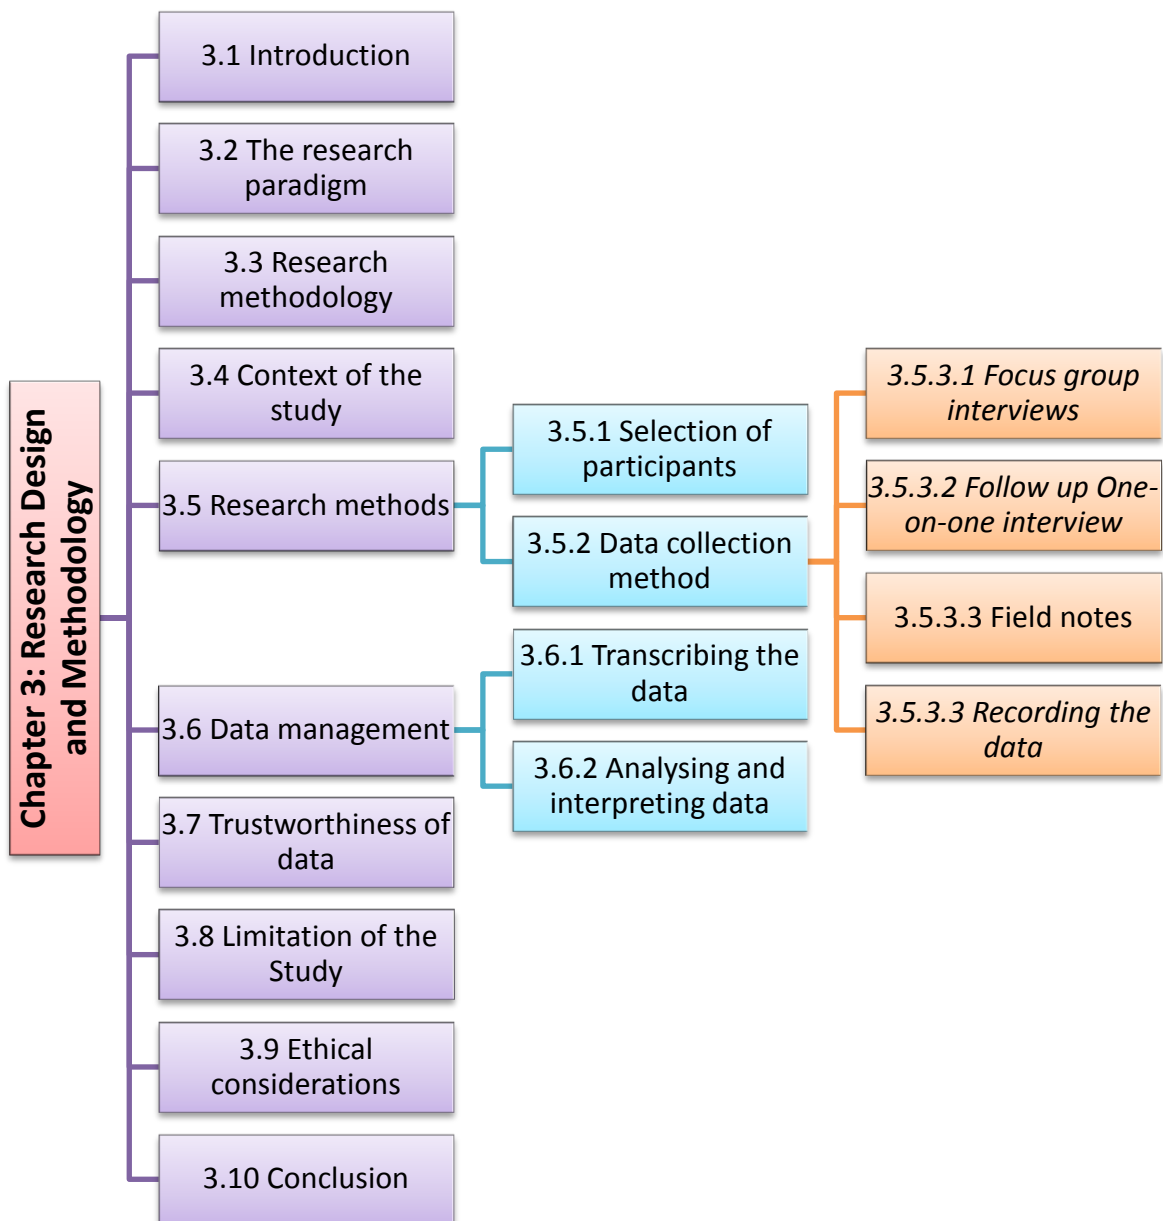 Chapter 3: Research Design
and Methodology
3.1 Introduction
3.2 The research
paradigm
3.3 Research
methodology
3.4 Context of the
study
3.5 Research methods
3.5.1 Selection of
participants
3.5.2 Data collection
method
3.5.3.1 Focus group
interviews
3.5.3.2 Follow up One-
on-one interview
3.5.3.3 Field notes
3.5.3.3 Recording the
data
3.6 Data management
3.6.1 Transcribing the
data
3.6.2 Analysing and
interpreting data
3.7 Trustworthiness of
data
3.8 Limitation of the
Study
3.9 Ethical
considerations
3.10 Conclusion